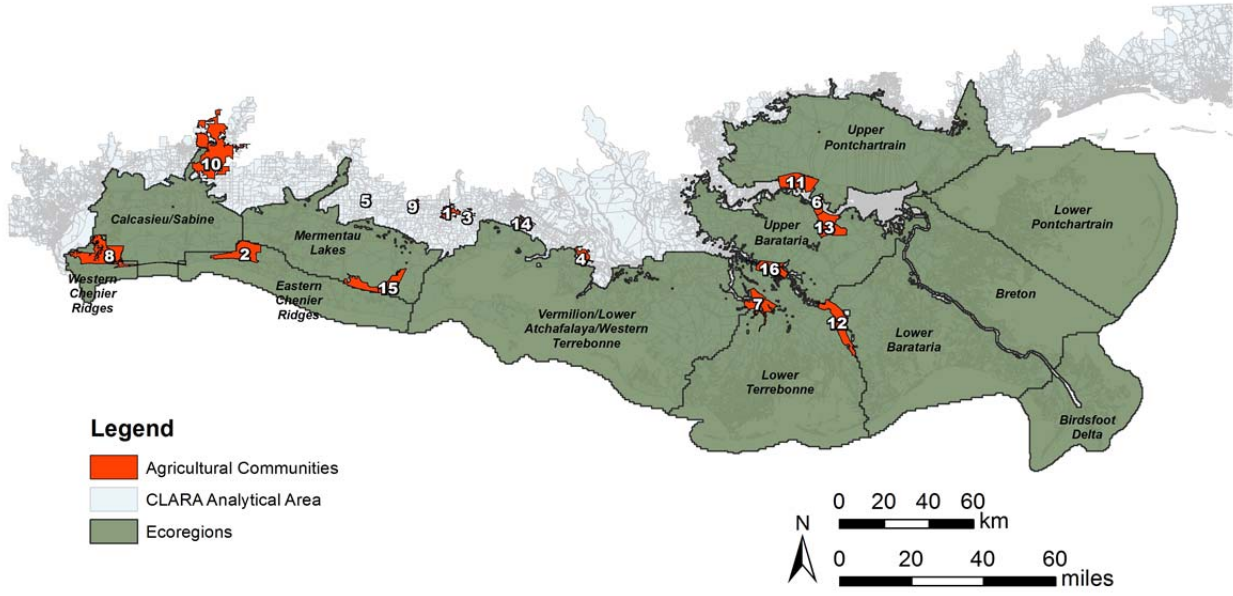 Upper
Pontchartrain
10
11
5
9
1
3
6
Calcasieu/Sabine
14
Upper
Barataria
13
Lower
Pontchartrain
Mermentau
Lakes
8
2
4
16
Western
Chenier
Ridges
15
Eastern
Chenier
Ridges
Breton
7
Vermilion/Lower
Atchafalaya/Western
Terrebonne
12
Lower
Barataria
Lower
Terrebonne
Birdsfoot
Delta
Legend
Agricultural Communities
CLARA Analytical Area
Ecoregions
N
0 20 40 60
km
0 20 40 60
miles